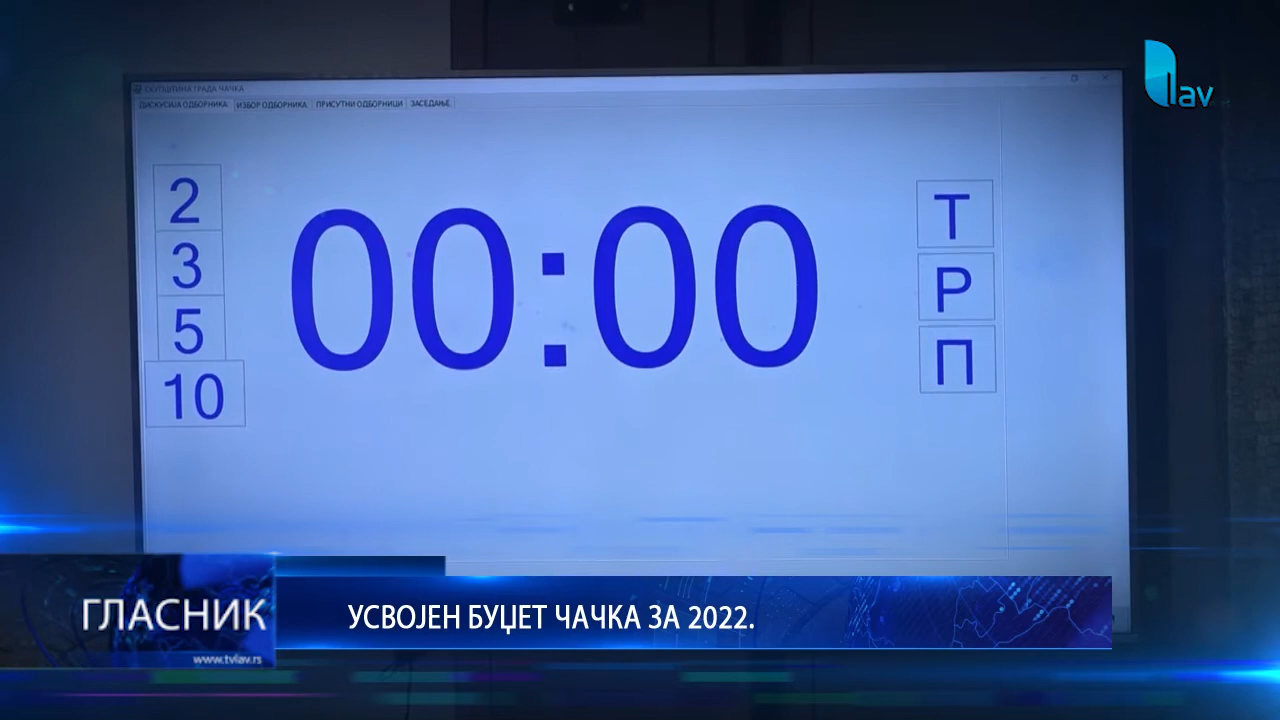 lav
СКУПШТИНА ГРАДА ЧАЧКА
ДИСКУСИЈА ОДБОРНИКА ИЗБОР ОДБОРНИКА ПРИСУТНИ ОДБОРНИЦИ ЗАСЕДАЊЕ
2
3
5
10
00:00
Т
Р
П
ГЛАСНИК
www.tvlav.rs
УСВОЈЕН БУЏЕТ ЧАЧКА ЗА 2022.